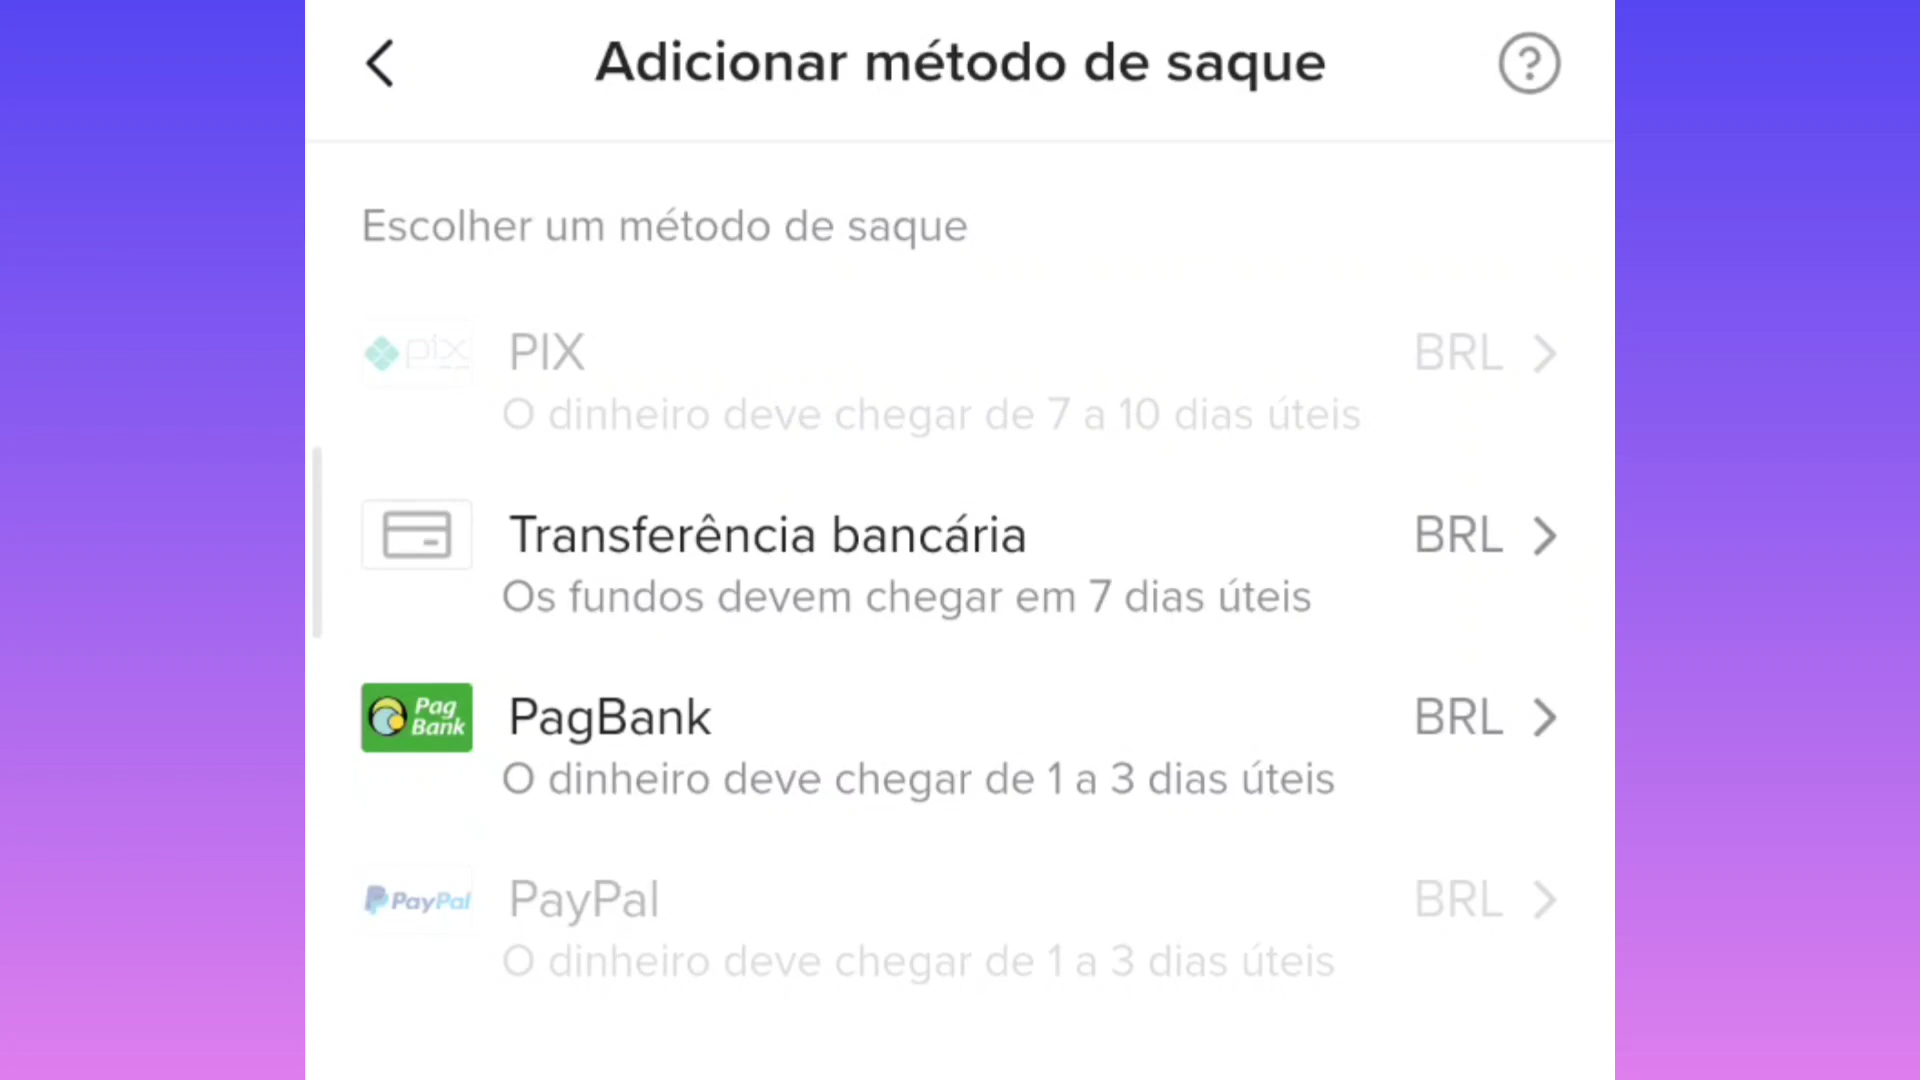 Adicionar método de saque
?
Escolher um método de saque
pix PIX BRL
O dinheiro deve chegar de 7 a 10 dias úteis
Transferência bancária BRL
Os fundos devem chegar em 7 dias úteis
Pag Bank PagBank BRL
O dinheiro deve chegar de 1 a 3 dias úteis
PayPal PayPal BRL
O dinheiro deve chegar de 1 a 3 dias úteis